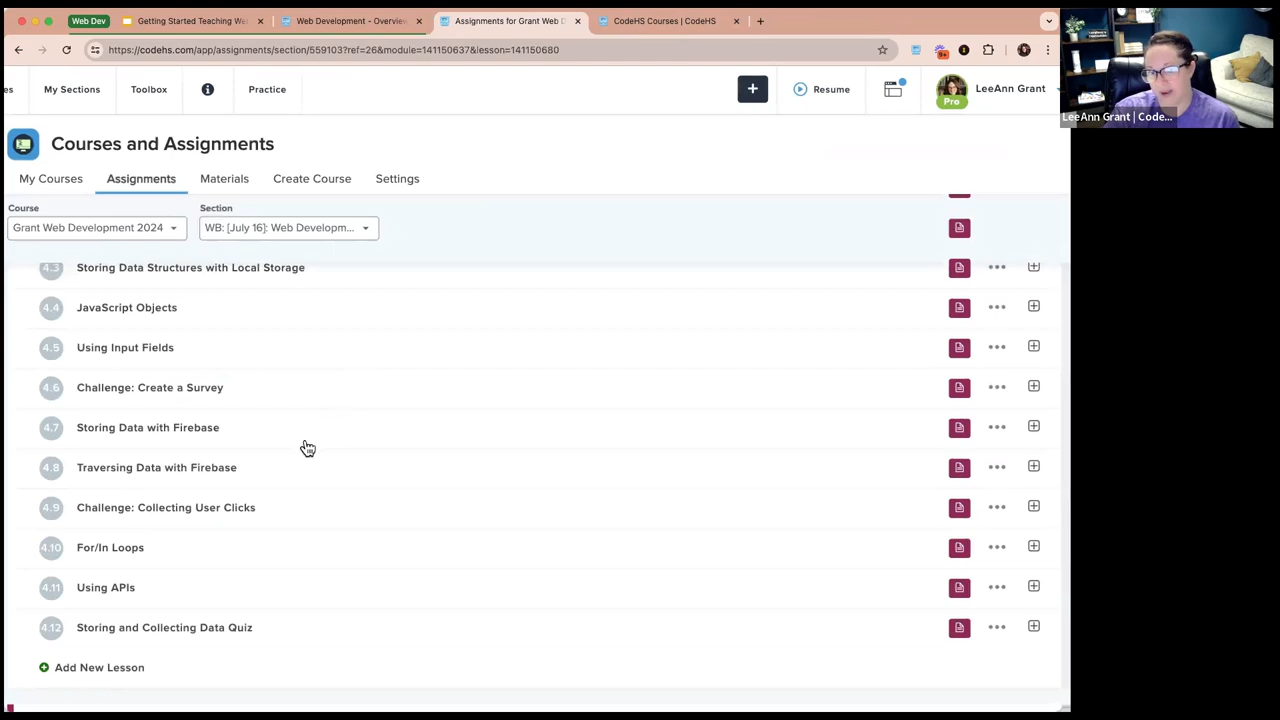 Web Dev
Getting Started Teaching We
Web Development - Overview
Assignments for Grant Web D
CodeHS Courses | CodeHS
https://codehs.com/app/assignments/section/559103?ref=26&module=141150637&lesson=141150680
9+
My Sections
Toolbox
Practice
Resume
LeeAnn Grant
Pro
LeeAnn Grant | Code...
Courses and Assignments
My Courses
Assignments
Materials
Create Course
Settings
Course
Section
Grant Web Development 2024
WB: [July 16]: Web Developm...
4.3 Storing Data Structures with Local Storage
4.4 JavaScript Objects
4.5 Using Input Fields
4.6 Challenge: Create a Survey
4.7 Storing Data with Firebase
4.8 Traversing Data with Firebase
4.9 Challenge: Collecting User Clicks
4.10 For/In Loops
4.11 Using APIs
4.12 Storing and Collecting Data Quiz
Add New Lesson